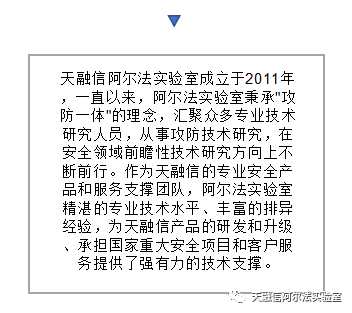 天融信阿尔法实验室成立于2011年
，一直以来，阿尔法实验室秉承"攻
防一体"的理念，汇聚众多专业技术
研究人员，从事攻防技术研究，在
安全领域前瞻性技术研究方向上不
断前行。作为天融信的专业安全产
品和服务支撑团队，阿尔法实验室
精湛的专业技术水平、丰富的排异
经验，为天融信产品的研发和升级
、承担国家重大安全项目和客户服
务提供了强有力的技术支撑。
天融信阿尔法实验室